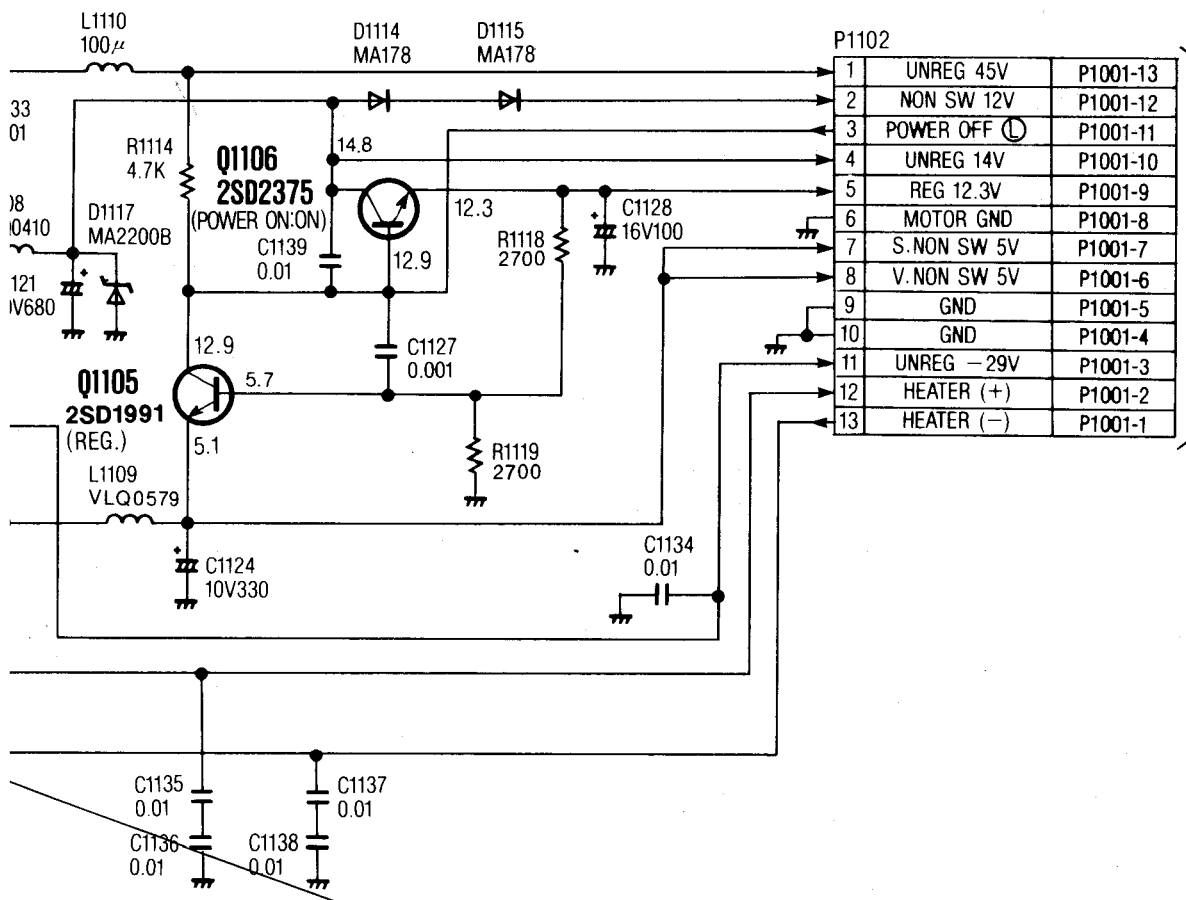 L1110
100μ
D1114
MA178
D1115
MA178
P1102
1 UNREG 45V P1001-13
2 NON SW 12V P1001-12
3 POWER OFF Ⓛ P1001-11
4 UNREG 14V P1001-10
5 REG 12.3V P1001-9
6 MOTOR GND P1001-8
7 S.NON SW 5V P1001-7
8 V.NON SW 5V P1001-6
9 GND P1001-5
10 GND P1001-4
11 UNREG －29V P1001-3
12 HEATER (+) P1001-2
13 HEATER (−) P1001-1
33
01
R1114
4.7K
Q1106
2SD2375
(POWER ON:ON)
14.8
12.3
12.9
C1139
0.01
R1118
2700
C1128
16V100
+
08
00410
D1117
MA2200B
+
121
V680
12.9
Q1105
2SD1991
(REG.)
5.7
5.1
C1127
0.001
R1119
2700
L1109
VLQ0579
+
C1124
10V330
C1134
0.01
C1135
0.01
C1136
0.01
C1137
0.01
C1138
0.01